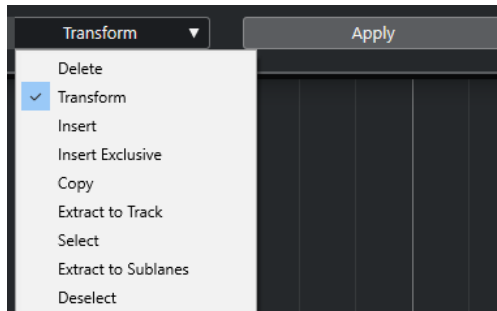 Transform
Apply
Delete
Transform
Insert
Insert Exclusive
Copy
Extract to Track
Select
Extract to Sublanes
Deselect